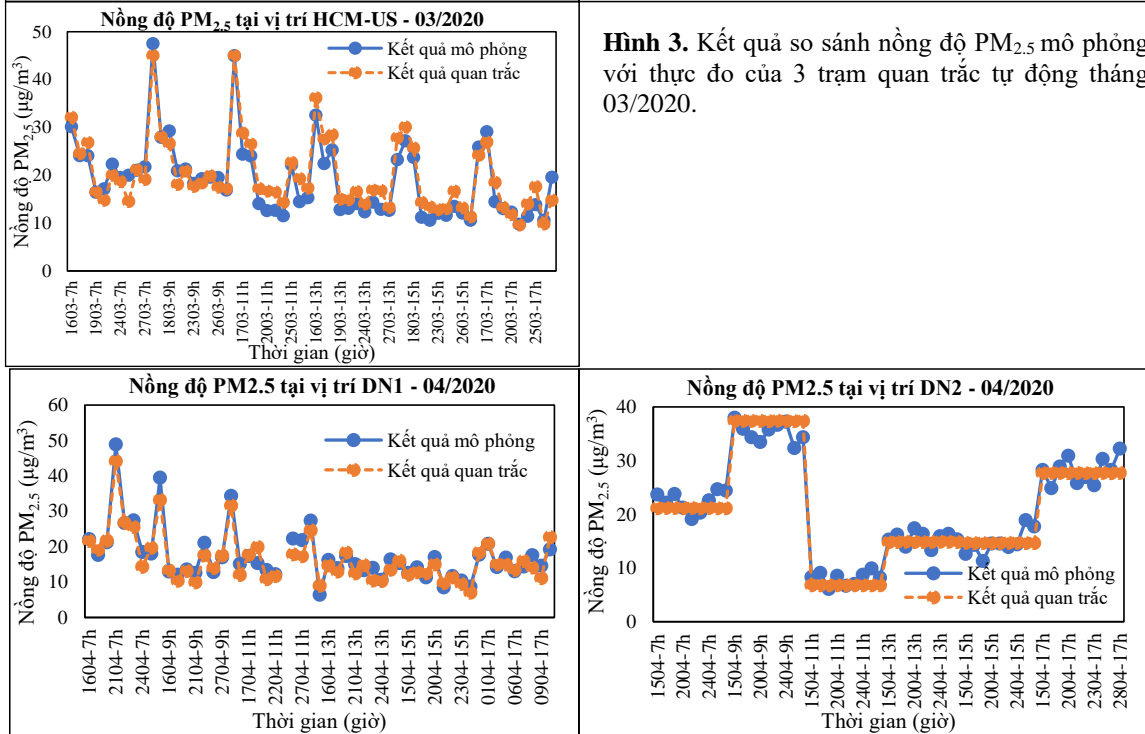 Nồng độ PM2.5 tại vị trí HCM-US - 03/2020
Nồng độ PM2.5 (µg/m³)
50
40
30
20
10
0
Kết quả mô phỏng
Kết quả quan trắc
1603-7h
1903-7h
2403-7h
2703-7h
1803-9h
2303-9h
2603-9h
1703-11h
2003-11h
2503-11h
1603-13h
1903-13h
2403-13h
2703-13h
1803-15h
2303-15h
2603-15h
1703-17h
2003-17h
2503-17h
Thời gian (giờ)
Hình 3. Kết quả so sánh nồng độ PM2.5 mô phỏng
với thực đo của 3 trạm quan trắc tự động tháng
03/2020.
Nồng độ PM2.5 tại vị trí DN1 - 04/2020
Nồng độ PM2.5 (µg/m³)
60
50
40
30
20
10
0
Kết quả mô phỏng
Kết quả quan trắc
1604-7h
2104-7h
2404-7h
1604-9h
2104-9h
2704-9h
1704-11h
2204-11h
2704-11h
1604-13h
2104-13h
2404-13h
1504-15h
2004-15h
2304-15h
0104-17h
0604-17h
0904-17h
Thời gian (giờ)
Nồng độ PM2.5 tại vị trí DN2 - 04/2020
Nồng độ PM2.5 (µg/m³)
40
30
20
10
0
Kết quả mô phỏng
Kết quả quan trắc
1504-7h
2004-7h
2404-7h
1504-9h
2004-9h
2404-9h
1504-11h
2004-11h
2404-11h
1504-13h
2004-13h
2404-13h
1504-15h
2004-15h
2404-15h
1504-17h
2004-17h
2304-17h
2804-17h
Thời gian (giờ)